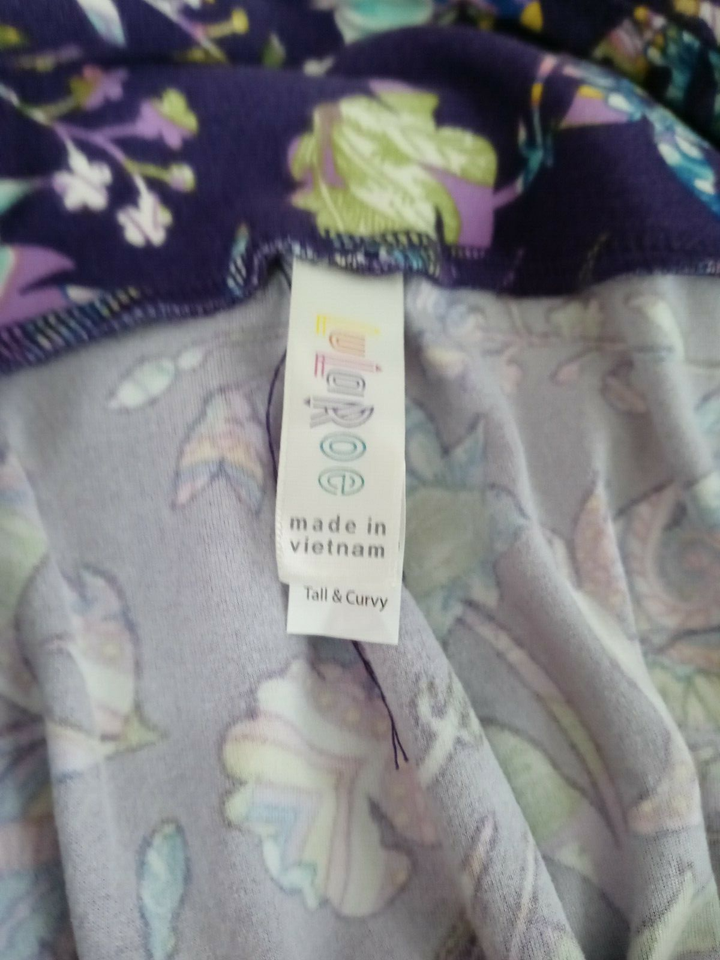 LuLaRoe
made in
vietnam
Tall & Curvy